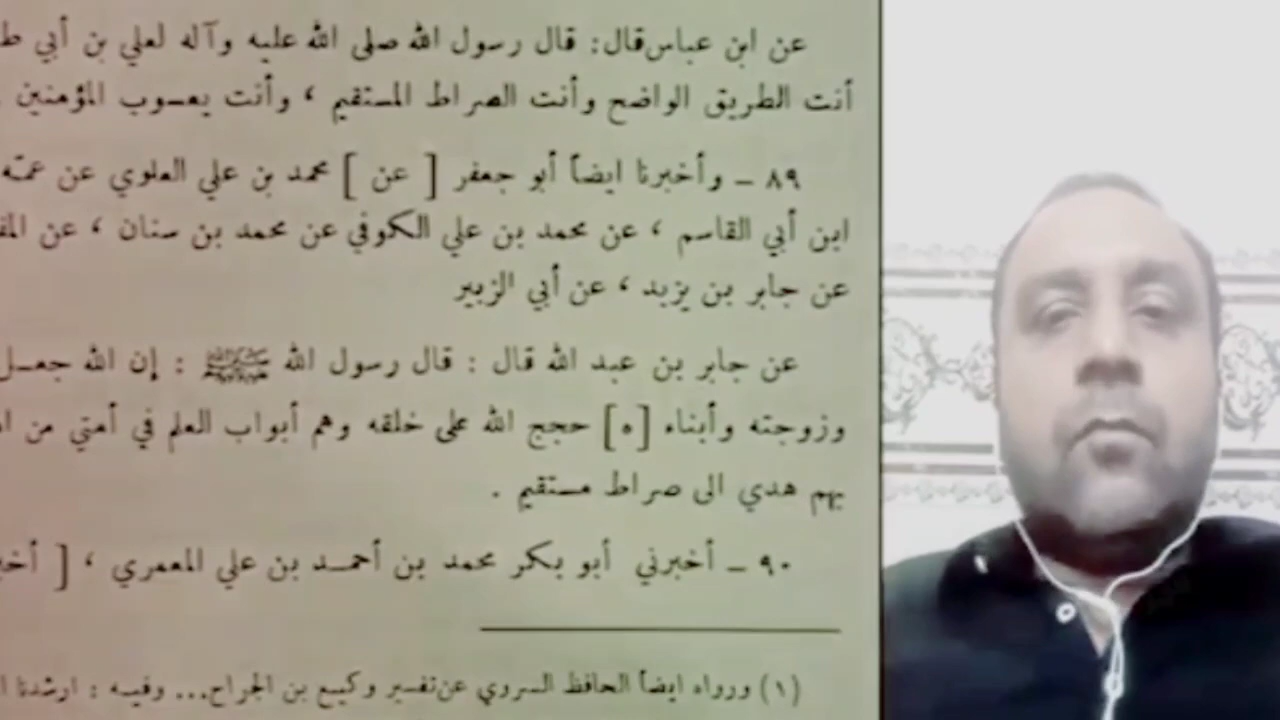 عن ابن عباس قال: قال رسول الله صلى الله عليه وآله لعلي بن أبي
أنت الطريق الواضح وأنت الصراط المستقيم ، وأنت يعسوب المؤمنين
٨٩ ــ وأخبرنا ايضاً أبو جعفر [ عن ] محمد بن علي العلوي عن عمّه
ابن أبي القاسم ، عن محمد بن علي الكوفي عن محمد بن سنان ، عن
عن جابر بن يزيد ، عن أبي الزبير
عن جابر بن عبد الله قال : قال رسول الله ﷺ : إن الله جعـل
وزوجته وأبناء [ه] حجج الله على خلقه وهم أبواب العلم في أمتي من
بهم هدي الى صراط مستقيم .
٩٠ ــ أخبرني أبو بكر محمد بن أحمـد بن علي المعمري ، [
(١) ورواه ايضاً الحافظ السروي عن تفسير وكيع بن الجراح... وفيه : ارشدنا